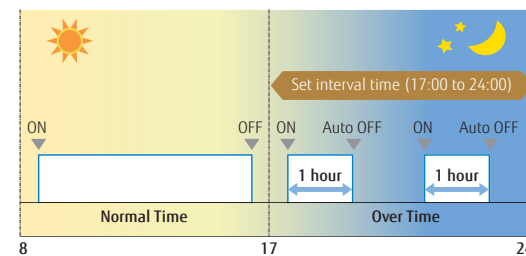 Set interval time (17:00 to 24:00)
ON OFF ON Auto OFF ON Auto OFF
1 hour 1 hour
Normal Time Over Time
8 17 24